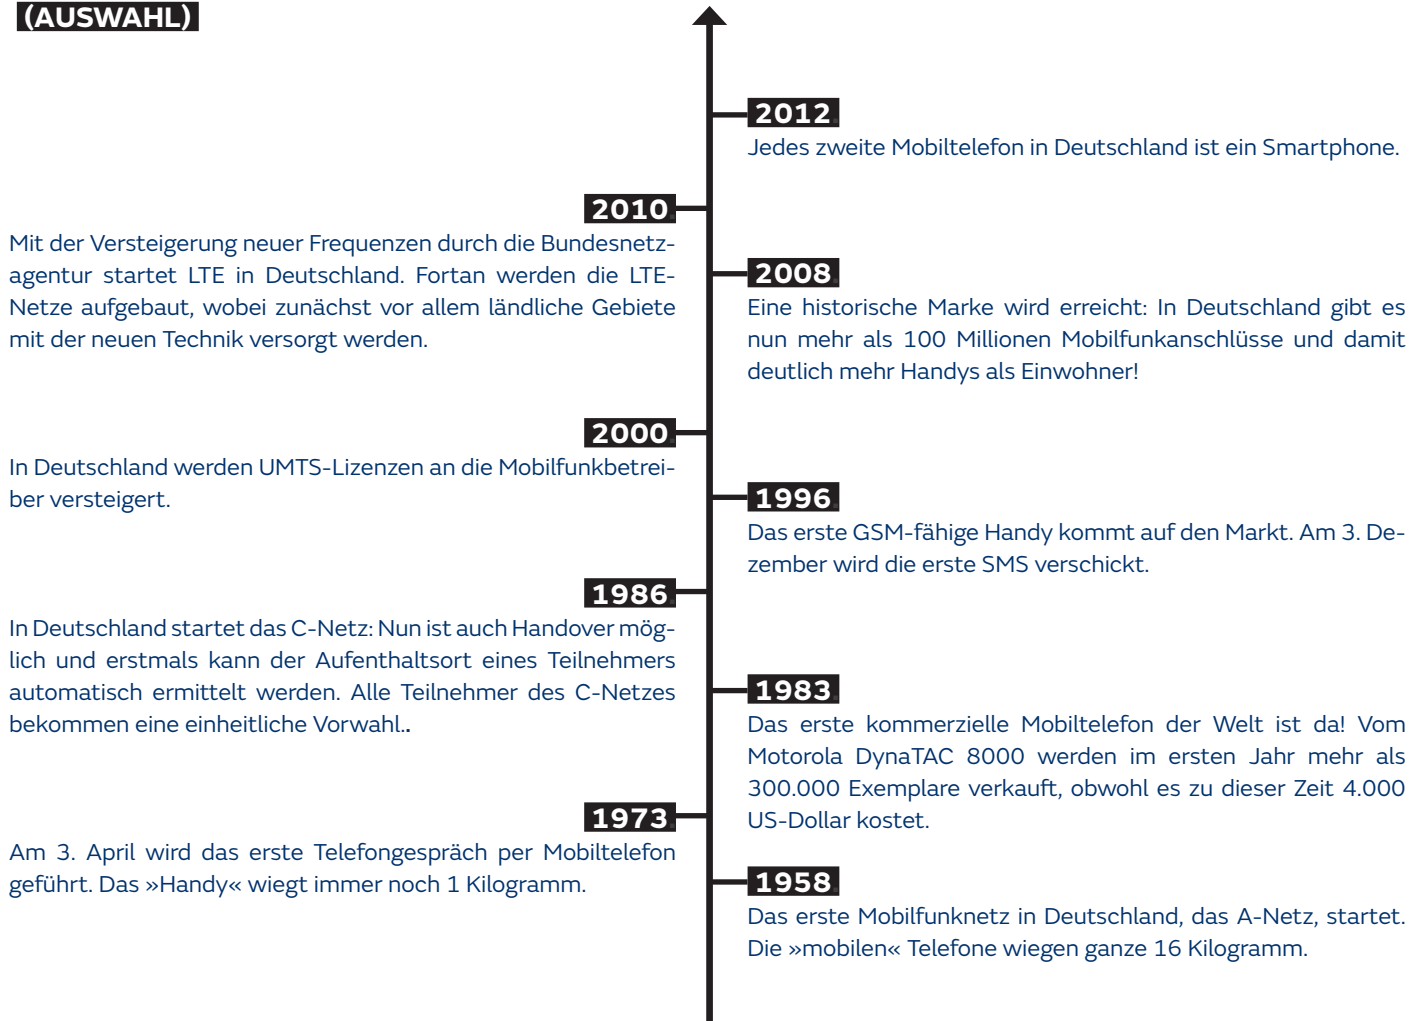 (AUSWAHL)
2012
Jedes zweite Mobiltelefon in Deutschland ist ein Smartphone.
2010
Mit der Versteigerung neuer Frequenzen durch die Bundesnetz-
agentur startet LTE in Deutschland. Fortan werden die LTE-
Netze aufgebaut, wobei zunächst vor allem ländliche Gebiete
mit der neuen Technik versorgt werden.
2008
Eine historische Marke wird erreicht: In Deutschland gibt es
nun mehr als 100 Millionen Mobilfunkanschlüsse und damit
deutlich mehr Handys als Einwohner!
2000
In Deutschland werden UMTS-Lizenzen an die Mobilfunkbetrei-
ber versteigert.
1996
Das erste GSM-fähige Handy kommt auf den Markt. Am 3. De-
zember wird die erste SMS verschickt.
1986
In Deutschland startet das C-Netz: Nun ist auch Handover mög-
lich und erstmals kann der Aufenthaltsort eines Teilnehmers
automatisch ermittelt werden. Alle Teilnehmer des C-Netzes
bekommen eine einheitliche Vorwahl..
1983
Das erste kommerzielle Mobiltelefon der Welt ist da! Vom
Motorola DynaTAC 8000 werden im ersten Jahr mehr als
300.000 Exemplare verkauft, obwohl es zu dieser Zeit 4.000
US-Dollar kostet.
1973
Am 3. April wird das erste Telefongespräch per Mobiltelefon
geführt. Das »Handy« wiegt immer noch 1 Kilogramm.
1958
Das erste Mobilfunknetz in Deutschland, das A-Netz, startet.
Die »mobilen« Telefone wiegen ganze 16 Kilogramm.